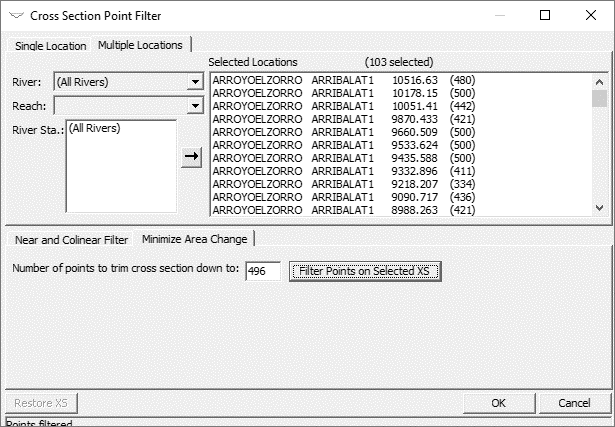 Cross Section Point Filter
Single Location Multiple Locations
Selected Locations (103 selected)
River: (All Rivers)
Reach:
River Sta.: (All Rivers)
ARROYOELZORRO ARRIBALAT1 10516.63 (480)
ARROYOELZORRO ARRIBALAT1 10178.15 (500)
ARROYOELZORRO ARRIBALAT1 10051.41 (442)
ARROYOELZORRO ARRIBALAT1 9870.433 (421)
ARROYOELZORRO ARRIBALAT1 9660.509 (500)
ARROYOELZORRO ARRIBALAT1 9533.624 (500)
ARROYOELZORRO ARRIBALAT1 9435.588 (500)
ARROYOELZORRO ARRIBALAT1 9332.896 (411)
ARROYOELZORRO ARRIBALAT1 9218.207 (334)
ARROYOELZORRO ARRIBALAT1 9090.717 (436)
ARROYOELZORRO ARRIBALAT1 8988.263 (421)
Near and Colinear Filter Minimize Area Change
Number of points to trim cross section down to: 496 Filter Points on Selected XS
Restore XS OK Cancel
Points filtered